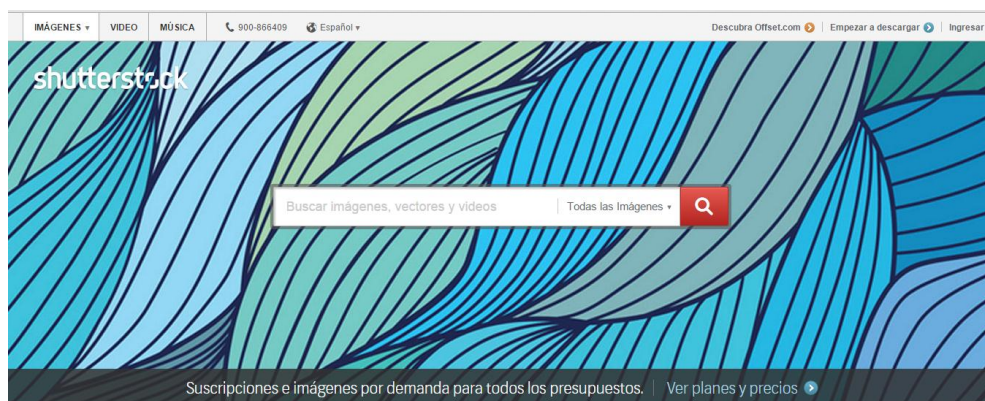 IMÁGENES VIDEO MÙSICA 900-866409 Español Descubra Offset.com Empezar a descargar Ingresar
shutterstock
Buscar imágenes, vectores y videos Todas las Imágenes
Suscripciones e imágenes por demanda para todos los presupuestos. Ver planes y precios